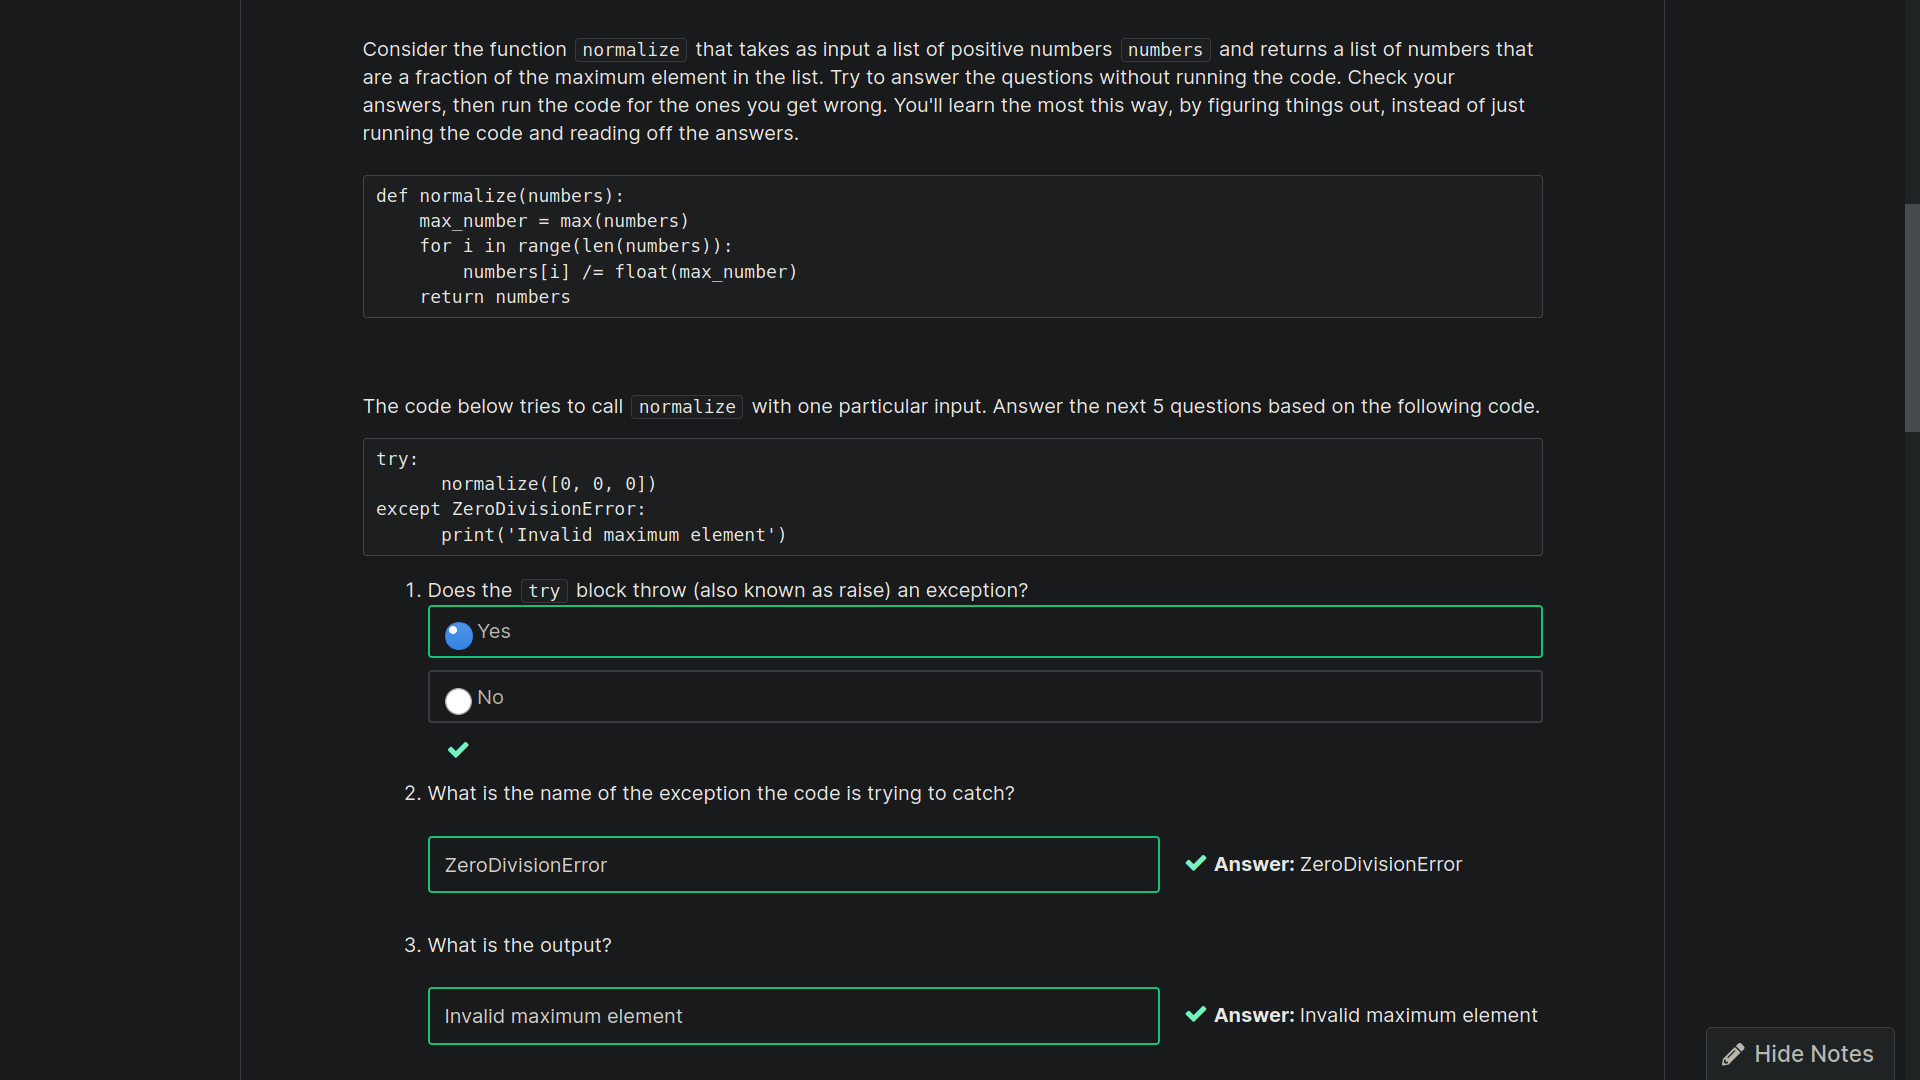 Consider the function normalize that takes as input a list of positive numbers numbers and returns a list of numbers that
are a fraction of the maximum element in the list. Try to answer the questions without running the code. Check your
answers, then run the code for the ones you get wrong. You'll learn the most this way, by figuring things out, instead of just
running the code and reading off the answers.
def normalize(numbers):
    max_number = max(numbers)
    for i in range(len(numbers)):
        numbers[i] /= float(max_number)
    return numbers
The code below tries to call normalize with one particular input. Answer the next 5 questions based on the following code.
try:
      normalize([0, 0, 0])
except ZeroDivisionError:
      print('Invalid maximum element')
1. Does the try block throw (also known as raise) an exception?
Yes
No
2. What is the name of the exception the code is trying to catch?
ZeroDivisionError
Answer: ZeroDivisionError
3. What is the output?
Invalid maximum element
Answer: Invalid maximum element
Hide Notes